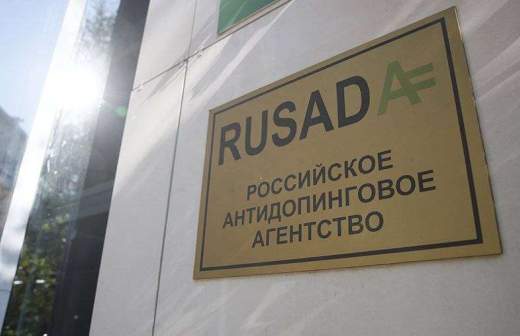 RUSADA
РОССИЙСКОЕ
АНТИДОПИНГОВОЕ
АГЕНТСТВО